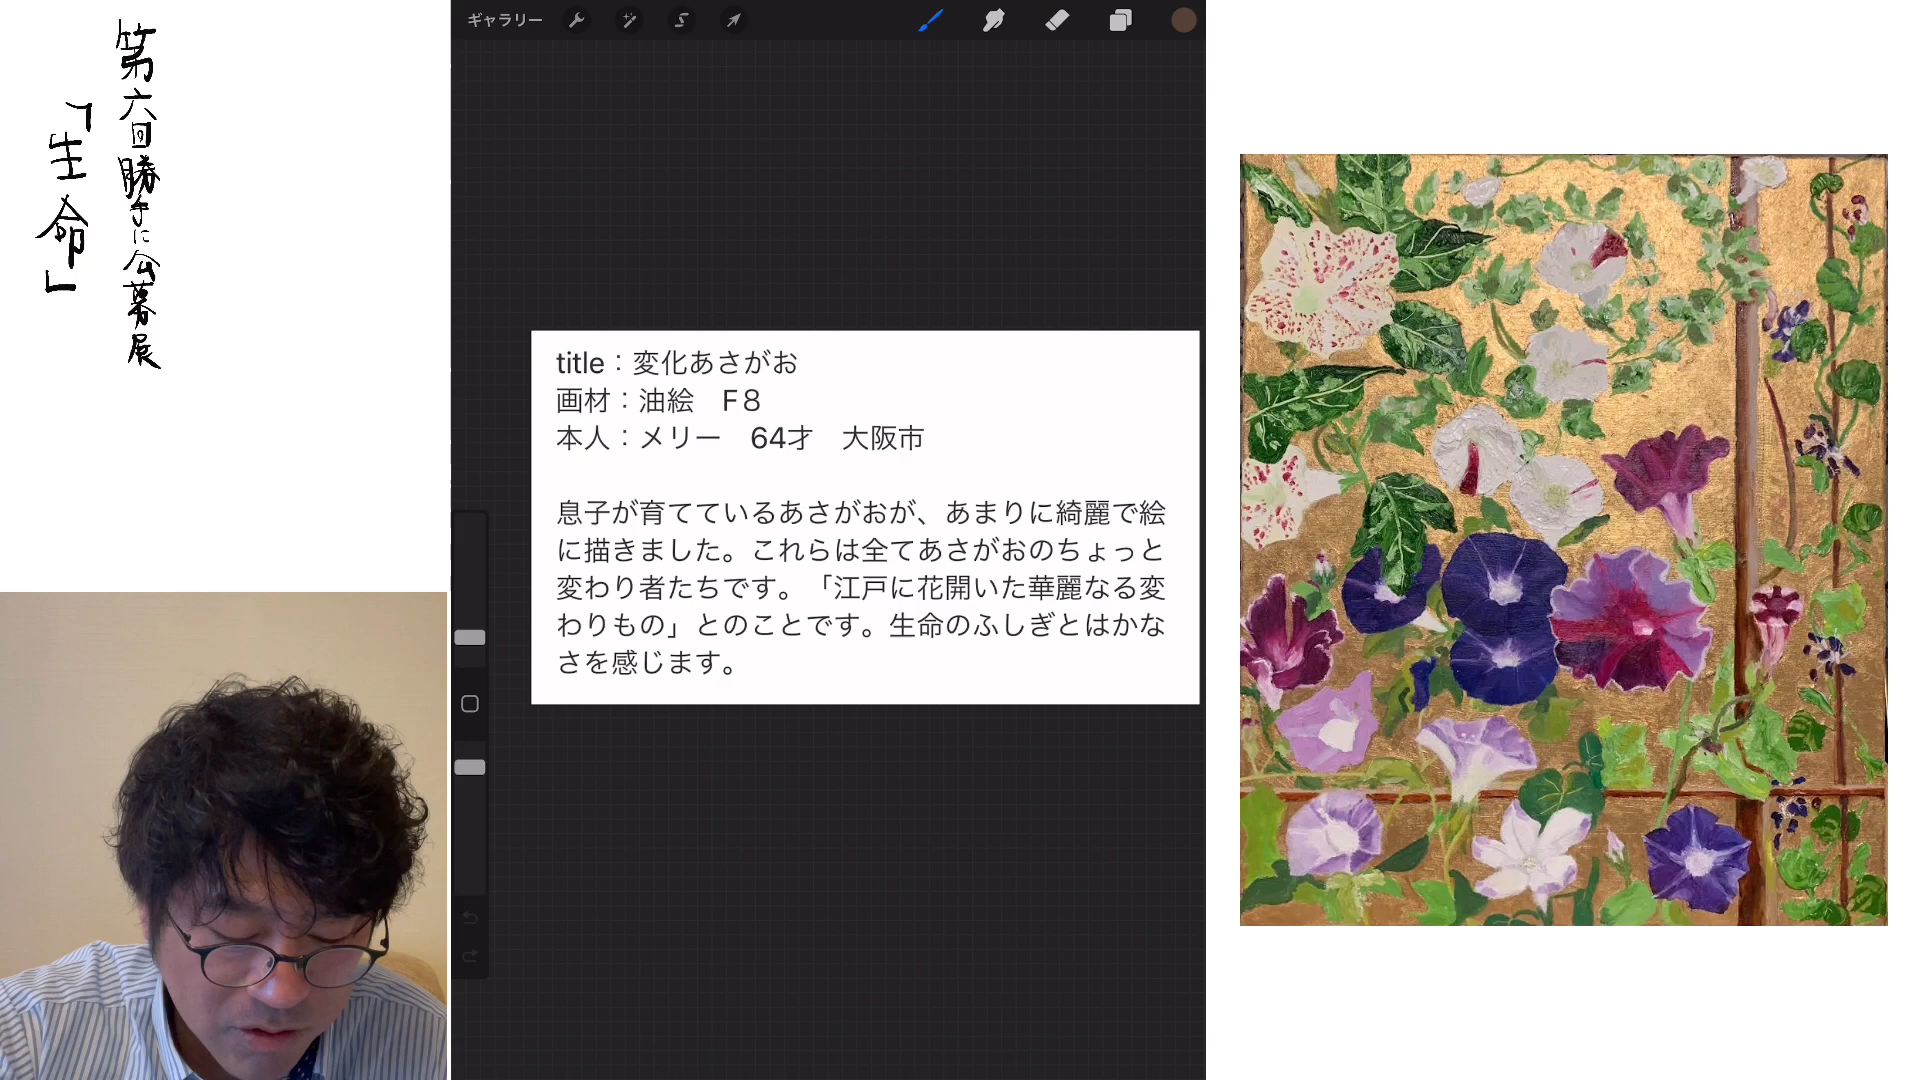 第六回勝手に公募展
「生命」
ギャラリー
title：変化あさがお
画材：油絵　F８
本人：メリー　64才　大阪市
息子が育てているあさがおが、あまりに綺麗で絵
に描きました。これらは全てあさがおのちょっと
変わり者たちです。「江戸に花開いた華麗なる変
わりもの」とのことです。生命のふしぎとはかな
さを感じます。